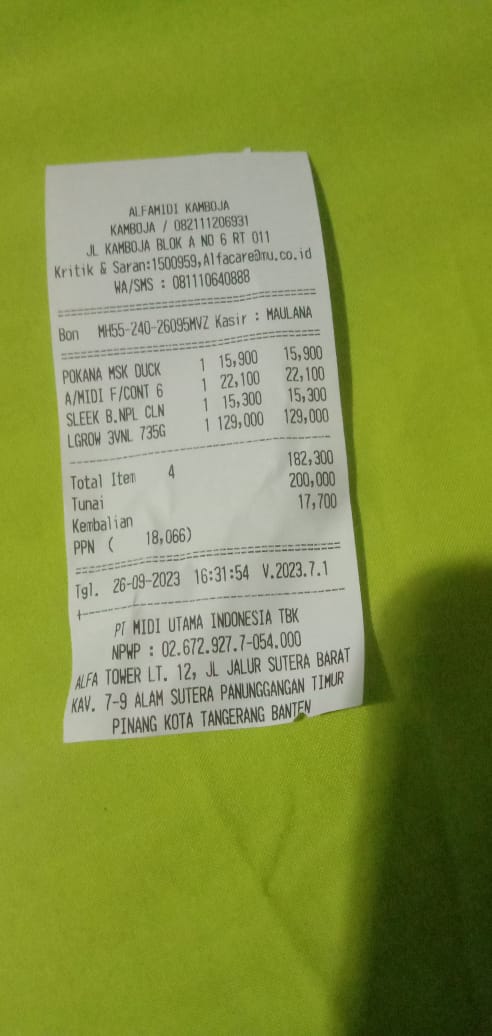 ALFAMIDI KAMBOJA
KAMBOJA / 082111206931
JL KAMBOJA BLOK A NO 6 RT 011
Kritik & Saran:1500959,Alfacare@mu.co.id
WA/SMS : 081110640888
Bon MH55-240-26095MVZ Kasir : MAULANA
POKANA MSK DUCK 1 15,900 15,900
A/MIDI F/CONT 6 1 22,100 22,100
SLEEK B.NPL CLN 1 15,300 15,300
LGROW 3VNL 735G 1 129,000 129,000
Total Item 4 182,300
Tunai 200,000
Kembalian 17,700
PPN ( 18,066)
Tgl. 26-09-2023 16:31:54 V.2023.7.1
PT MIDI UTAMA INDONESIA TBK
NPWP : 02.672.927.7-054.000
ALFA TOWER LT. 12, JL JALUR SUTERA BARAT
KAV. 7-9 ALAM SUTERA PANUNGGANGAN TIMUR
PINANG KOTA TANGERANG BANTEN